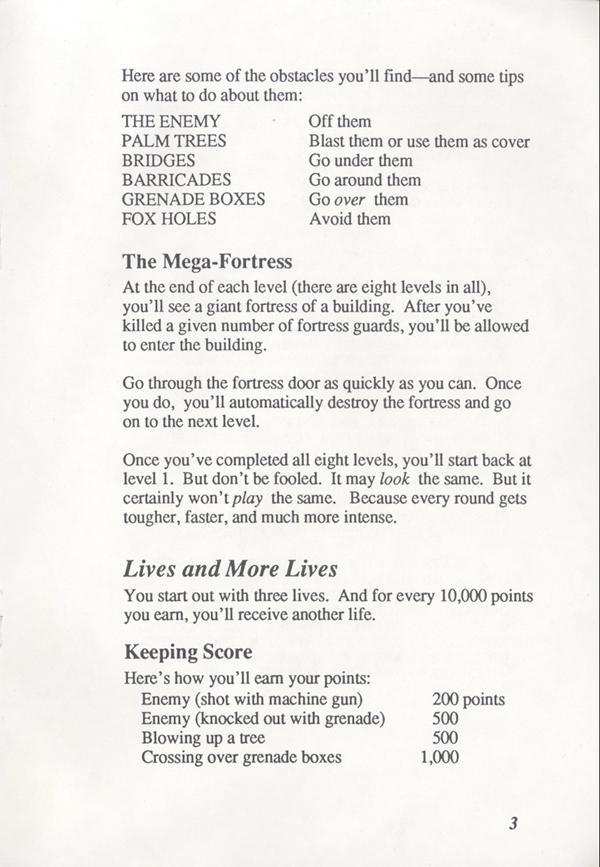 Here are some of the obstacles you'll find—and some tips
on what to do about them:
THE ENEMY Off them
PALM TREES Blast them or use them as cover
BRIDGES Go under them
BARRICADES Go around them
GRENADE BOXES Go over them
FOX HOLES Avoid them
The Mega-Fortress
At the end of each level (there are eight levels in all),
you'll see a giant fortress of a building. After you've
killed a given number of fortress guards, you'll be allowed
to enter the building.
Go through the fortress door as quickly as you can. Once
you do, you'll automatically destroy the fortress and go
on to the next level.
Once you've completed all eight levels, you'll start back at
level 1. But don't be fooled. It may look the same. But it
certainly won't play the same. Because every round gets
tougher, faster, and much more intense.
Lives and More Lives
You start out with three lives. And for every 10,000 points
you earn, you'll receive another life.
Keeping Score
Here's how you'll earn your points:
Enemy (shot with machine gun) 200 points
Enemy (knocked out with grenade) 500
Blowing up a tree 500
Crossing over grenade boxes 1,000
3